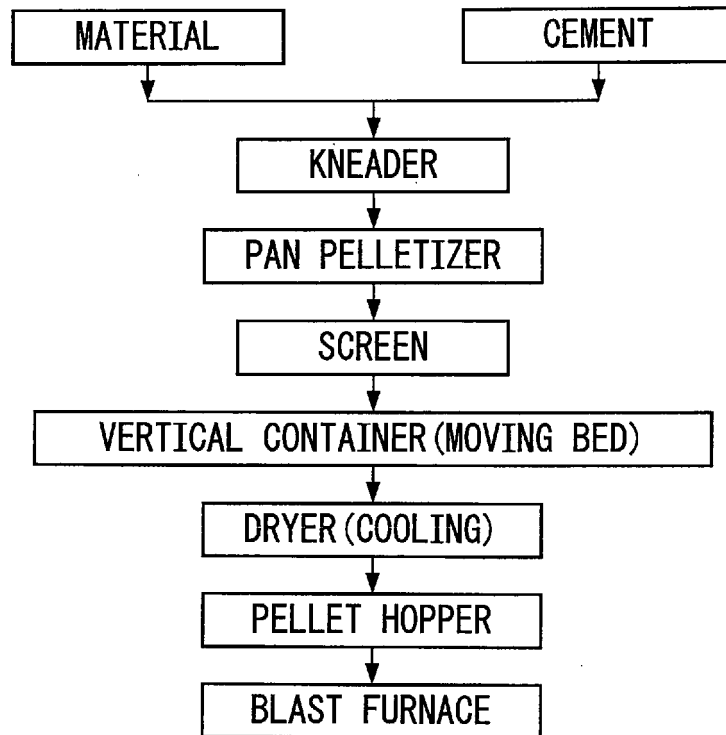 MATERIAL
CEMENT
KNEADER
PAN PELLETIZER
SCREEN
VERTICAL CONTAINER(MOVING BED)
DRYER(COOLING)
PELLET HOPPER
BLAST FURNACE